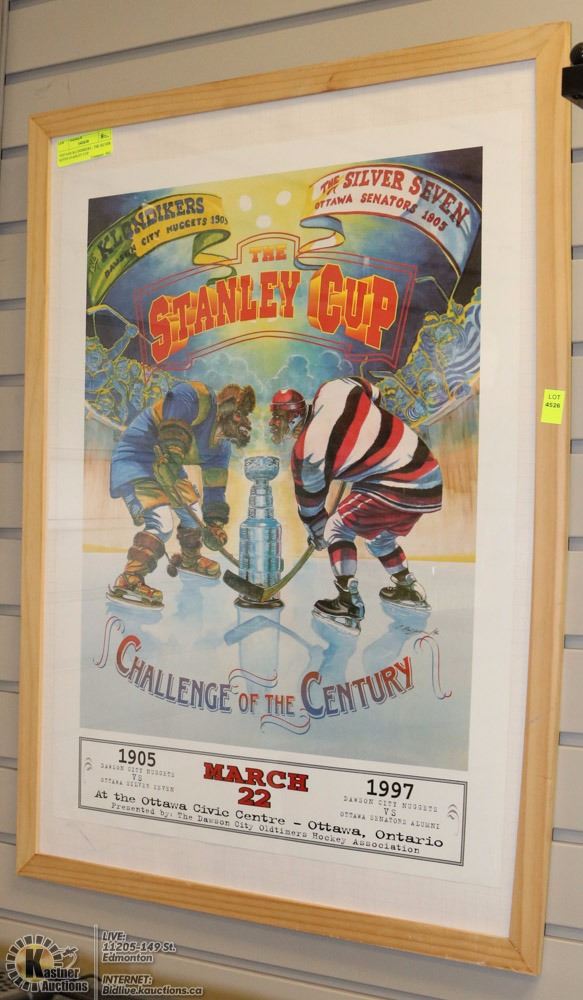 THE KLONDIKERS
DAWSON CITY NUGGETS 1905
THE SILVER SEVEN
OTTAWA SENATORS 1905
THE
STANLEY CUP
LOT
4526
CHALLENGE OF THE CENTURY
1905
DAWSON CITY NUGGETS
VS
OTTAWA SILVER SEVEN
MARCH
22
1997
DAWSON CITY NUGGETS
VS
OTTAWA SENATORS ALUMNI
At the Ottawa Civic Centre - Ottawa, Ontario
Presented by: The Dawson City Oldtimers Hockey Association
Kastner
Auctions
LIVE:
11205-149 St.
Edmonton
INTERNET:
Bidlive.kauctions.ca